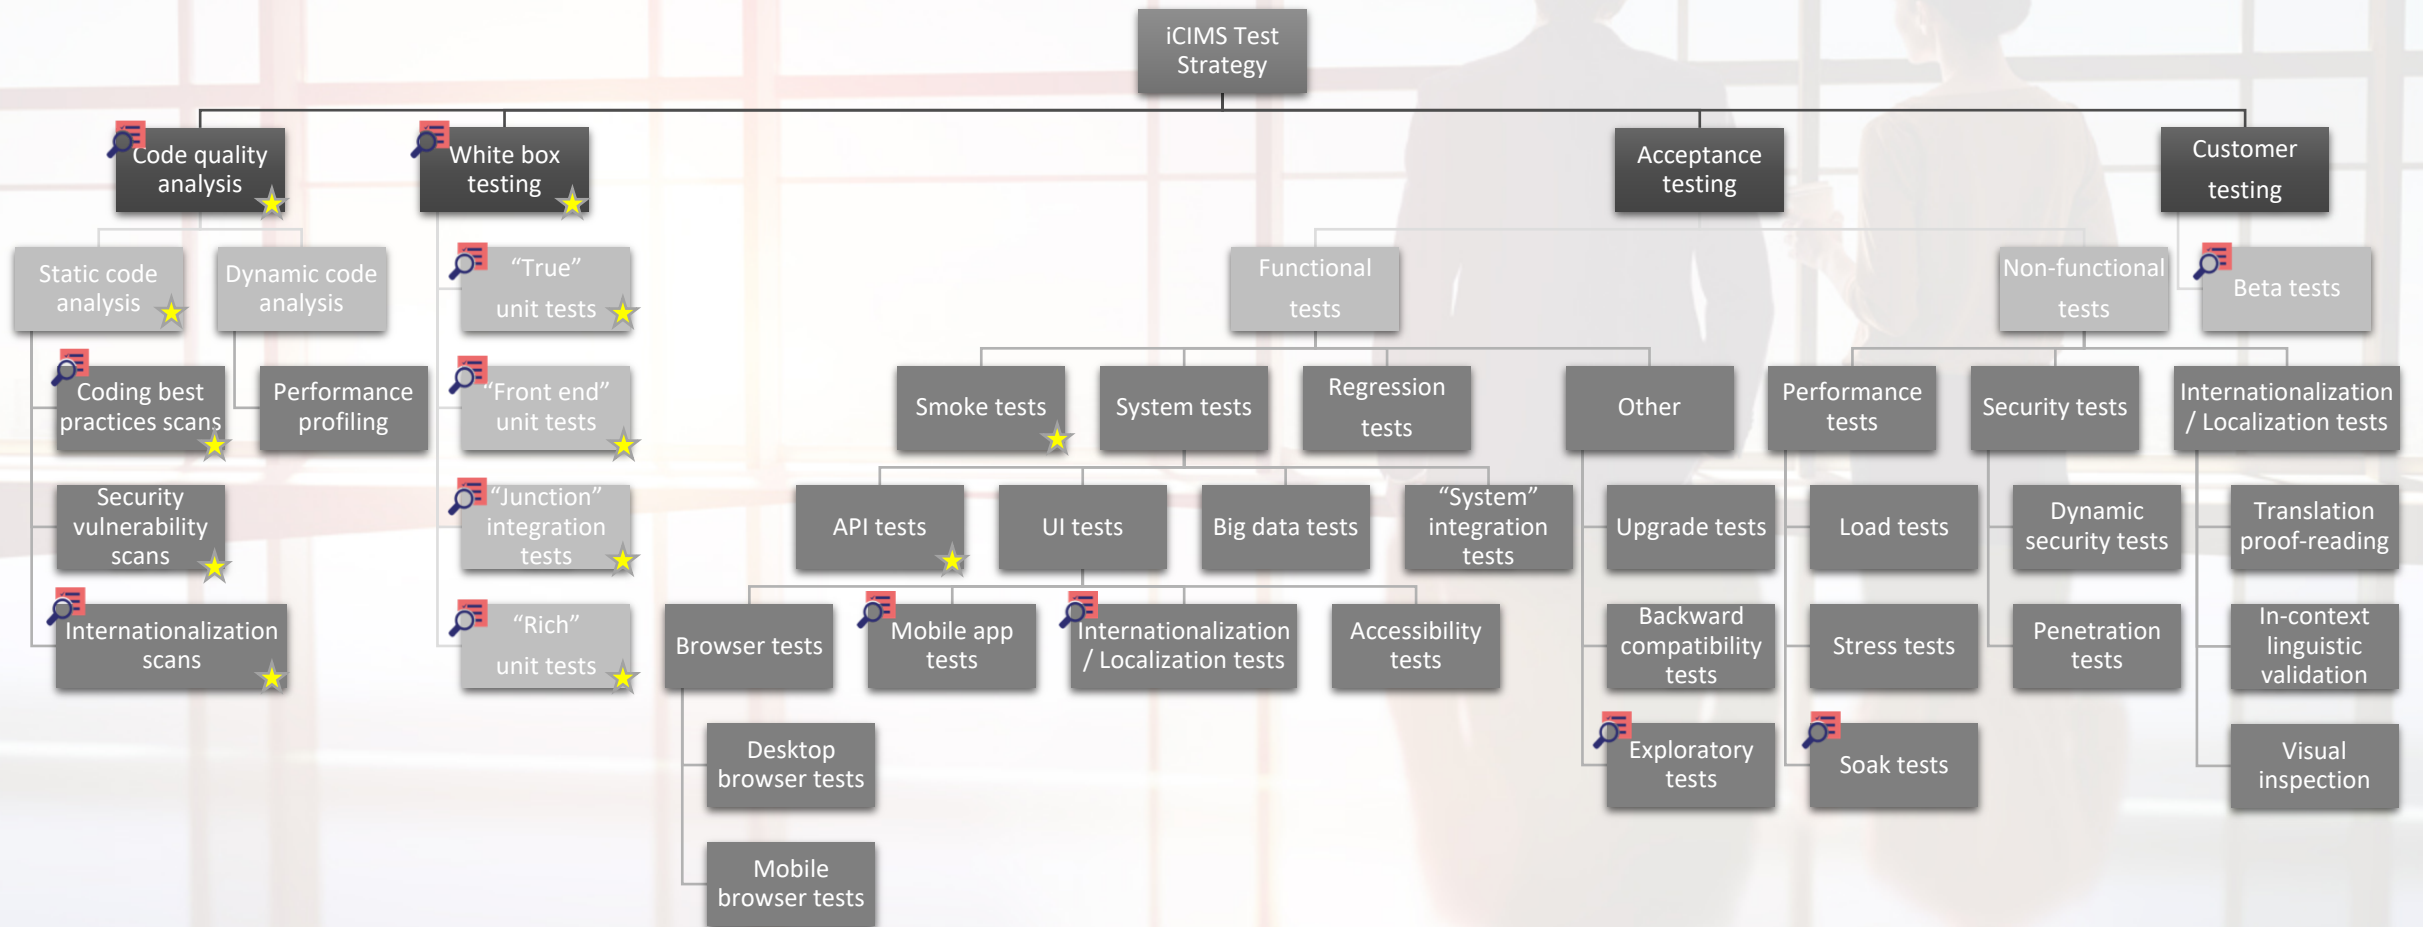 iCIMS Test
Strategy
Code quality
analysis
White box
testing
Acceptance
testing
Customer
testing
Static code
analysis
Dynamic code
analysis
“True”
unit tests
Functional
tests
Non-functional
tests
Beta tests
Coding best
practices scans
Performance
profiling
“Front end”
unit tests
Smoke tests
System tests
Regression
tests
Other
Performance
tests
Security tests
Internationalization
/ Localization tests
Security
vulnerability
scans
“Junction”
integration
tests
API tests
UI tests
Big data tests
“System”
integration
tests
Upgrade tests
Load tests
Dynamic
security tests
Translation
proof-reading
Internationalization
scans
“Rich”
unit tests
Browser tests
Mobile app
tests
Internationalization
/ Localization tests
Accessibility
tests
Backward
compatibility
tests
Stress tests
Penetration
tests
In-context
linguistic
validation
Desktop
browser tests
Exploratory
tests
Soak tests
Visual
inspection
Mobile
browser tests